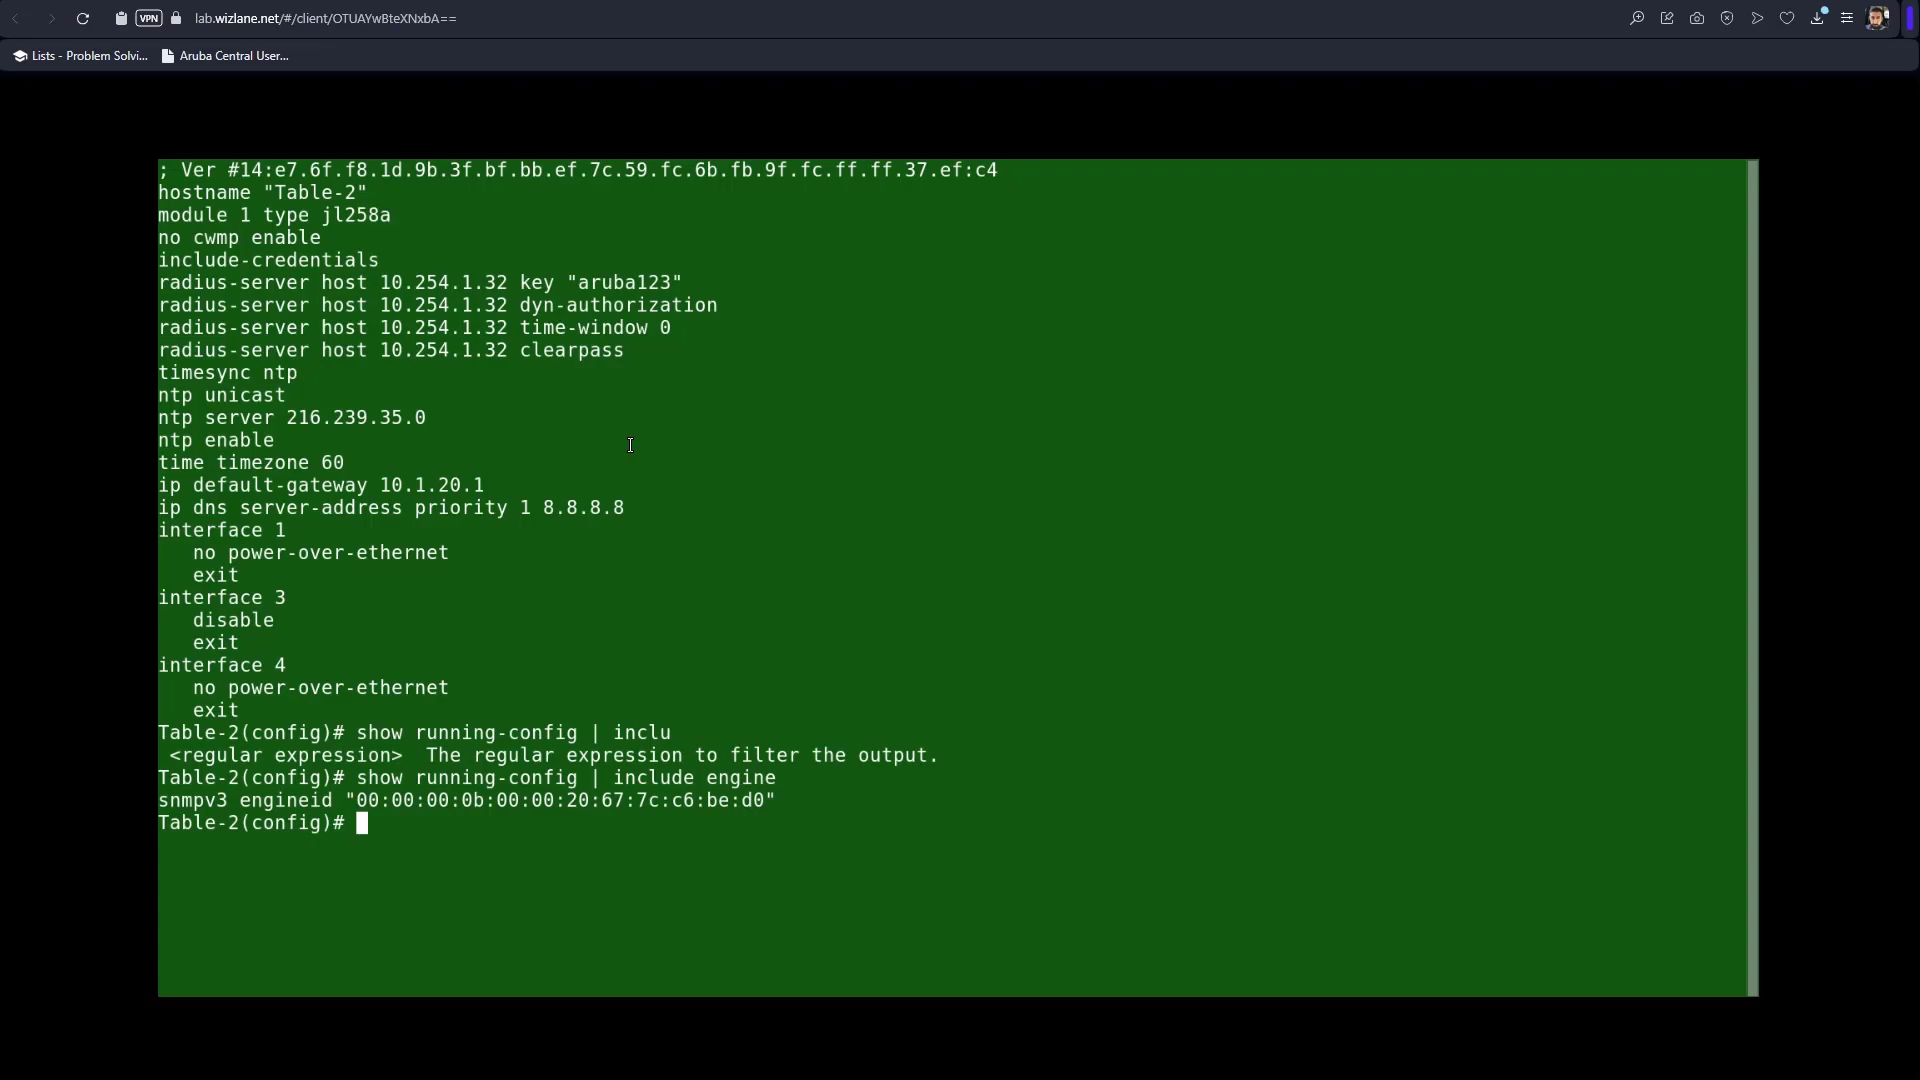 VPN lab.wizlane.net/#/client/OTUAYwBteXNxbA==
Lists - Problem Solvi... Aruba Central User...
; Ver #14:e7.6f.f8.1d.9b.3f.bf.bb.ef.7c.59.fc.6b.fb.9f.fc.ff.ff.37.ef:c4
hostname "Table-2"
module 1 type jl258a
no cwmp enable
include-credentials
radius-server host 10.254.1.32 key "aruba123"
radius-server host 10.254.1.32 dyn-authorization
radius-server host 10.254.1.32 time-window 0
radius-server host 10.254.1.32 clearpass
timesync ntp
ntp unicast
ntp server 216.239.35.0
ntp enable
time timezone 60
ip default-gateway 10.1.20.1
ip dns server-address priority 1 8.8.8.8
interface 1
   no power-over-ethernet
   exit
interface 3
   disable
   exit
interface 4
   no power-over-ethernet
   exit
Table-2(config)# show running-config | inclu
 <regular expression>  The regular expression to filter the output.
Table-2(config)# show running-config | include engine
snmpv3 engineid "00:00:00:0b:00:00:20:67:7c:c6:be:d0"
Table-2(config)#